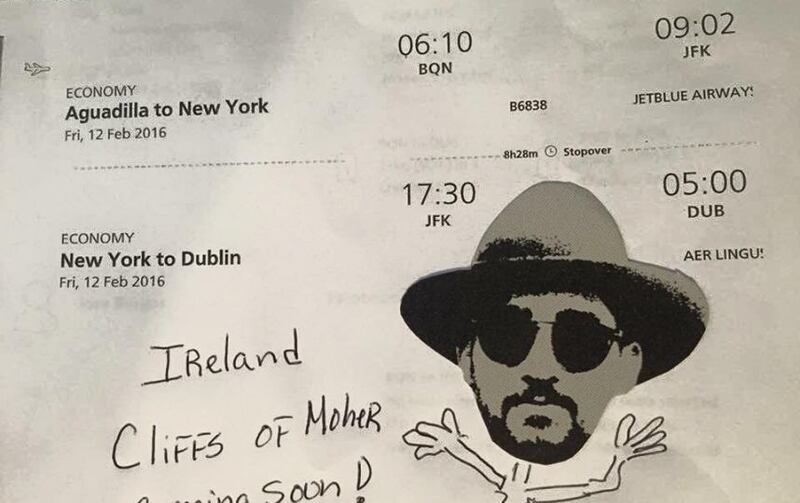 06:10 09:02
BQN JFK
ECONOMY
Aguadilla to New York
Fri, 12 Feb 2016
B6838 JETBLUE AIRWAY!
8h28m Stopover
17:30 05:00
JFK DUB
ECONOMY
New York to Dublin
Fri, 12 Feb 2016
AER LINGU!
IReland
CliFFS OF MoheR
Coming Soon!